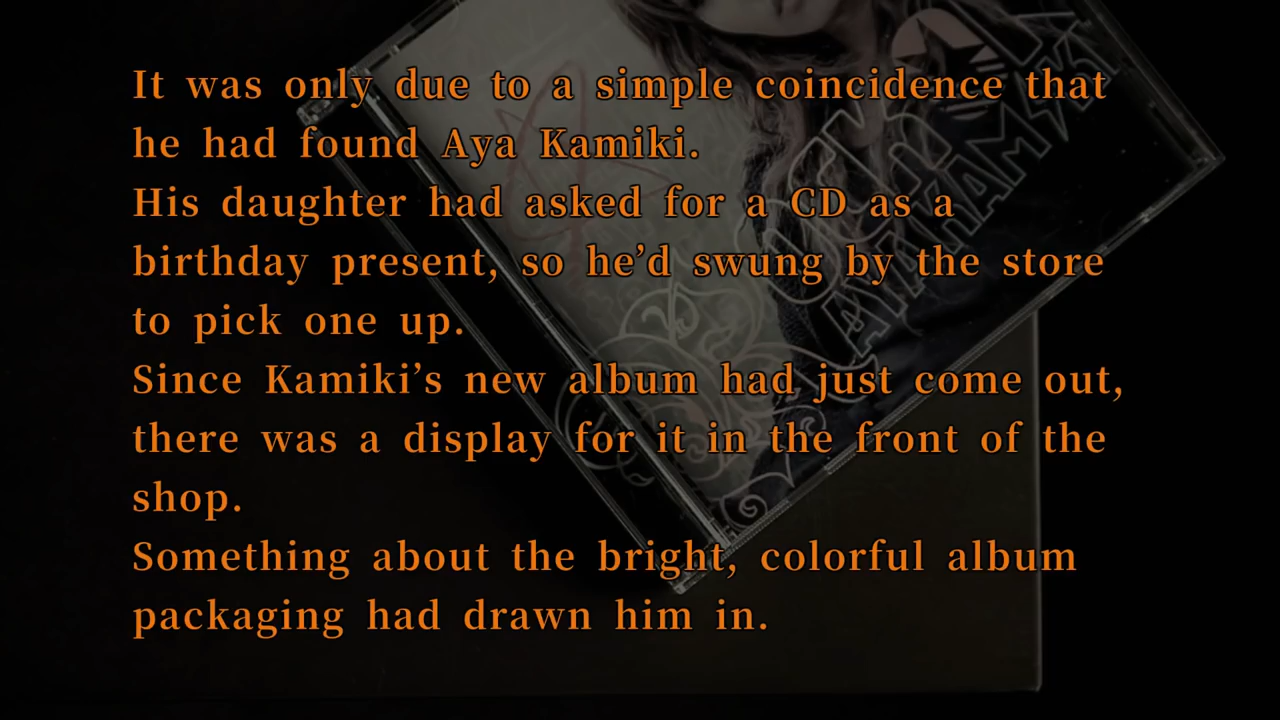 It was only due to a simple coincidence that
he had found Aya Kamiki.
His daughter had asked for a CD as a
birthday present, so he’d swung by the store
to pick one up.
Since Kamiki’s new album had just come out,
there was a display for it in the front of the
shop.
Something about the bright, colorful album
packaging had drawn him in.
AYA KAMIKI